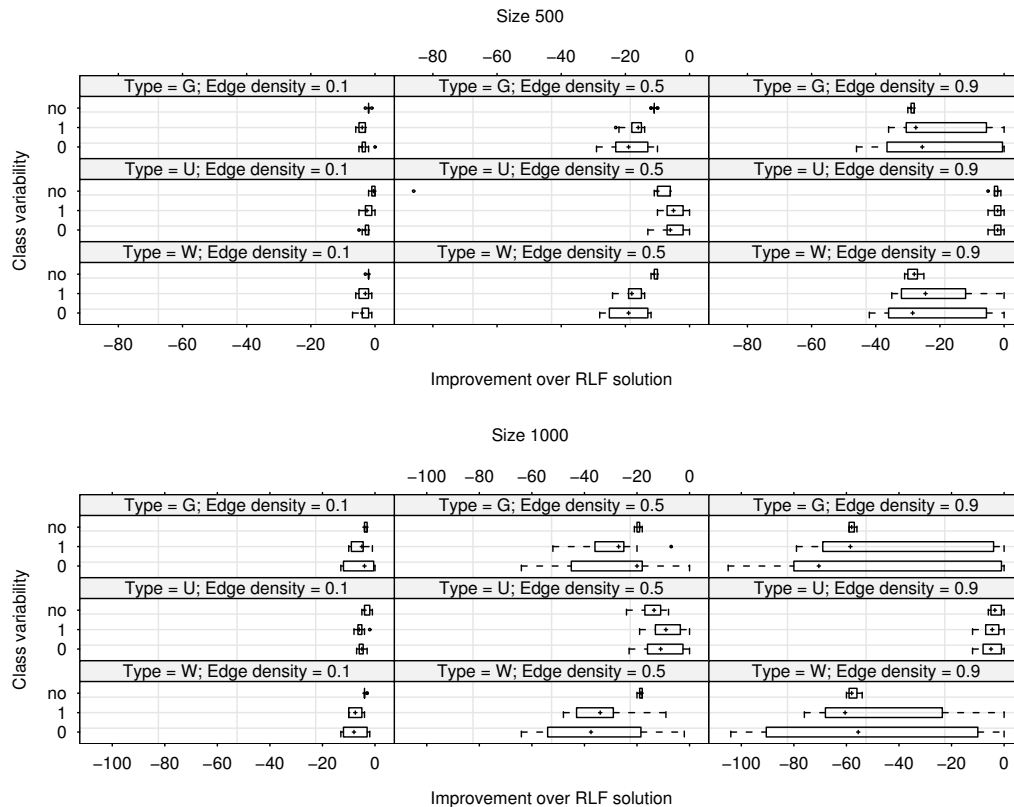 Size 500
−80 −60 −40 −20 0
Type = G; Edge density = 0.1 Type = G; Edge density = 0.5 Type = G; Edge density = 0.9
no
1
0
Type = U; Edge density = 0.1 Type = U; Edge density = 0.5 Type = U; Edge density = 0.9
no
1
0
Type = W; Edge density = 0.1 Type = W; Edge density = 0.5 Type = W; Edge density = 0.9
no
1
0
Class variability
−80 −60 −40 −20 0 −80 −60 −40 −20 0
Improvement over RLF solution
Size 1000
−100 −80 −60 −40 −20 0
Type = G; Edge density = 0.1 Type = G; Edge density = 0.5 Type = G; Edge density = 0.9
no
1
0
Type = U; Edge density = 0.1 Type = U; Edge density = 0.5 Type = U; Edge density = 0.9
no
1
0
Type = W; Edge density = 0.1 Type = W; Edge density = 0.5 Type = W; Edge density = 0.9
no
1
0
Class variability
−100 −80 −60 −40 −20 0 −100 −80 −60 −40 −20 0
Improvement over RLF solution